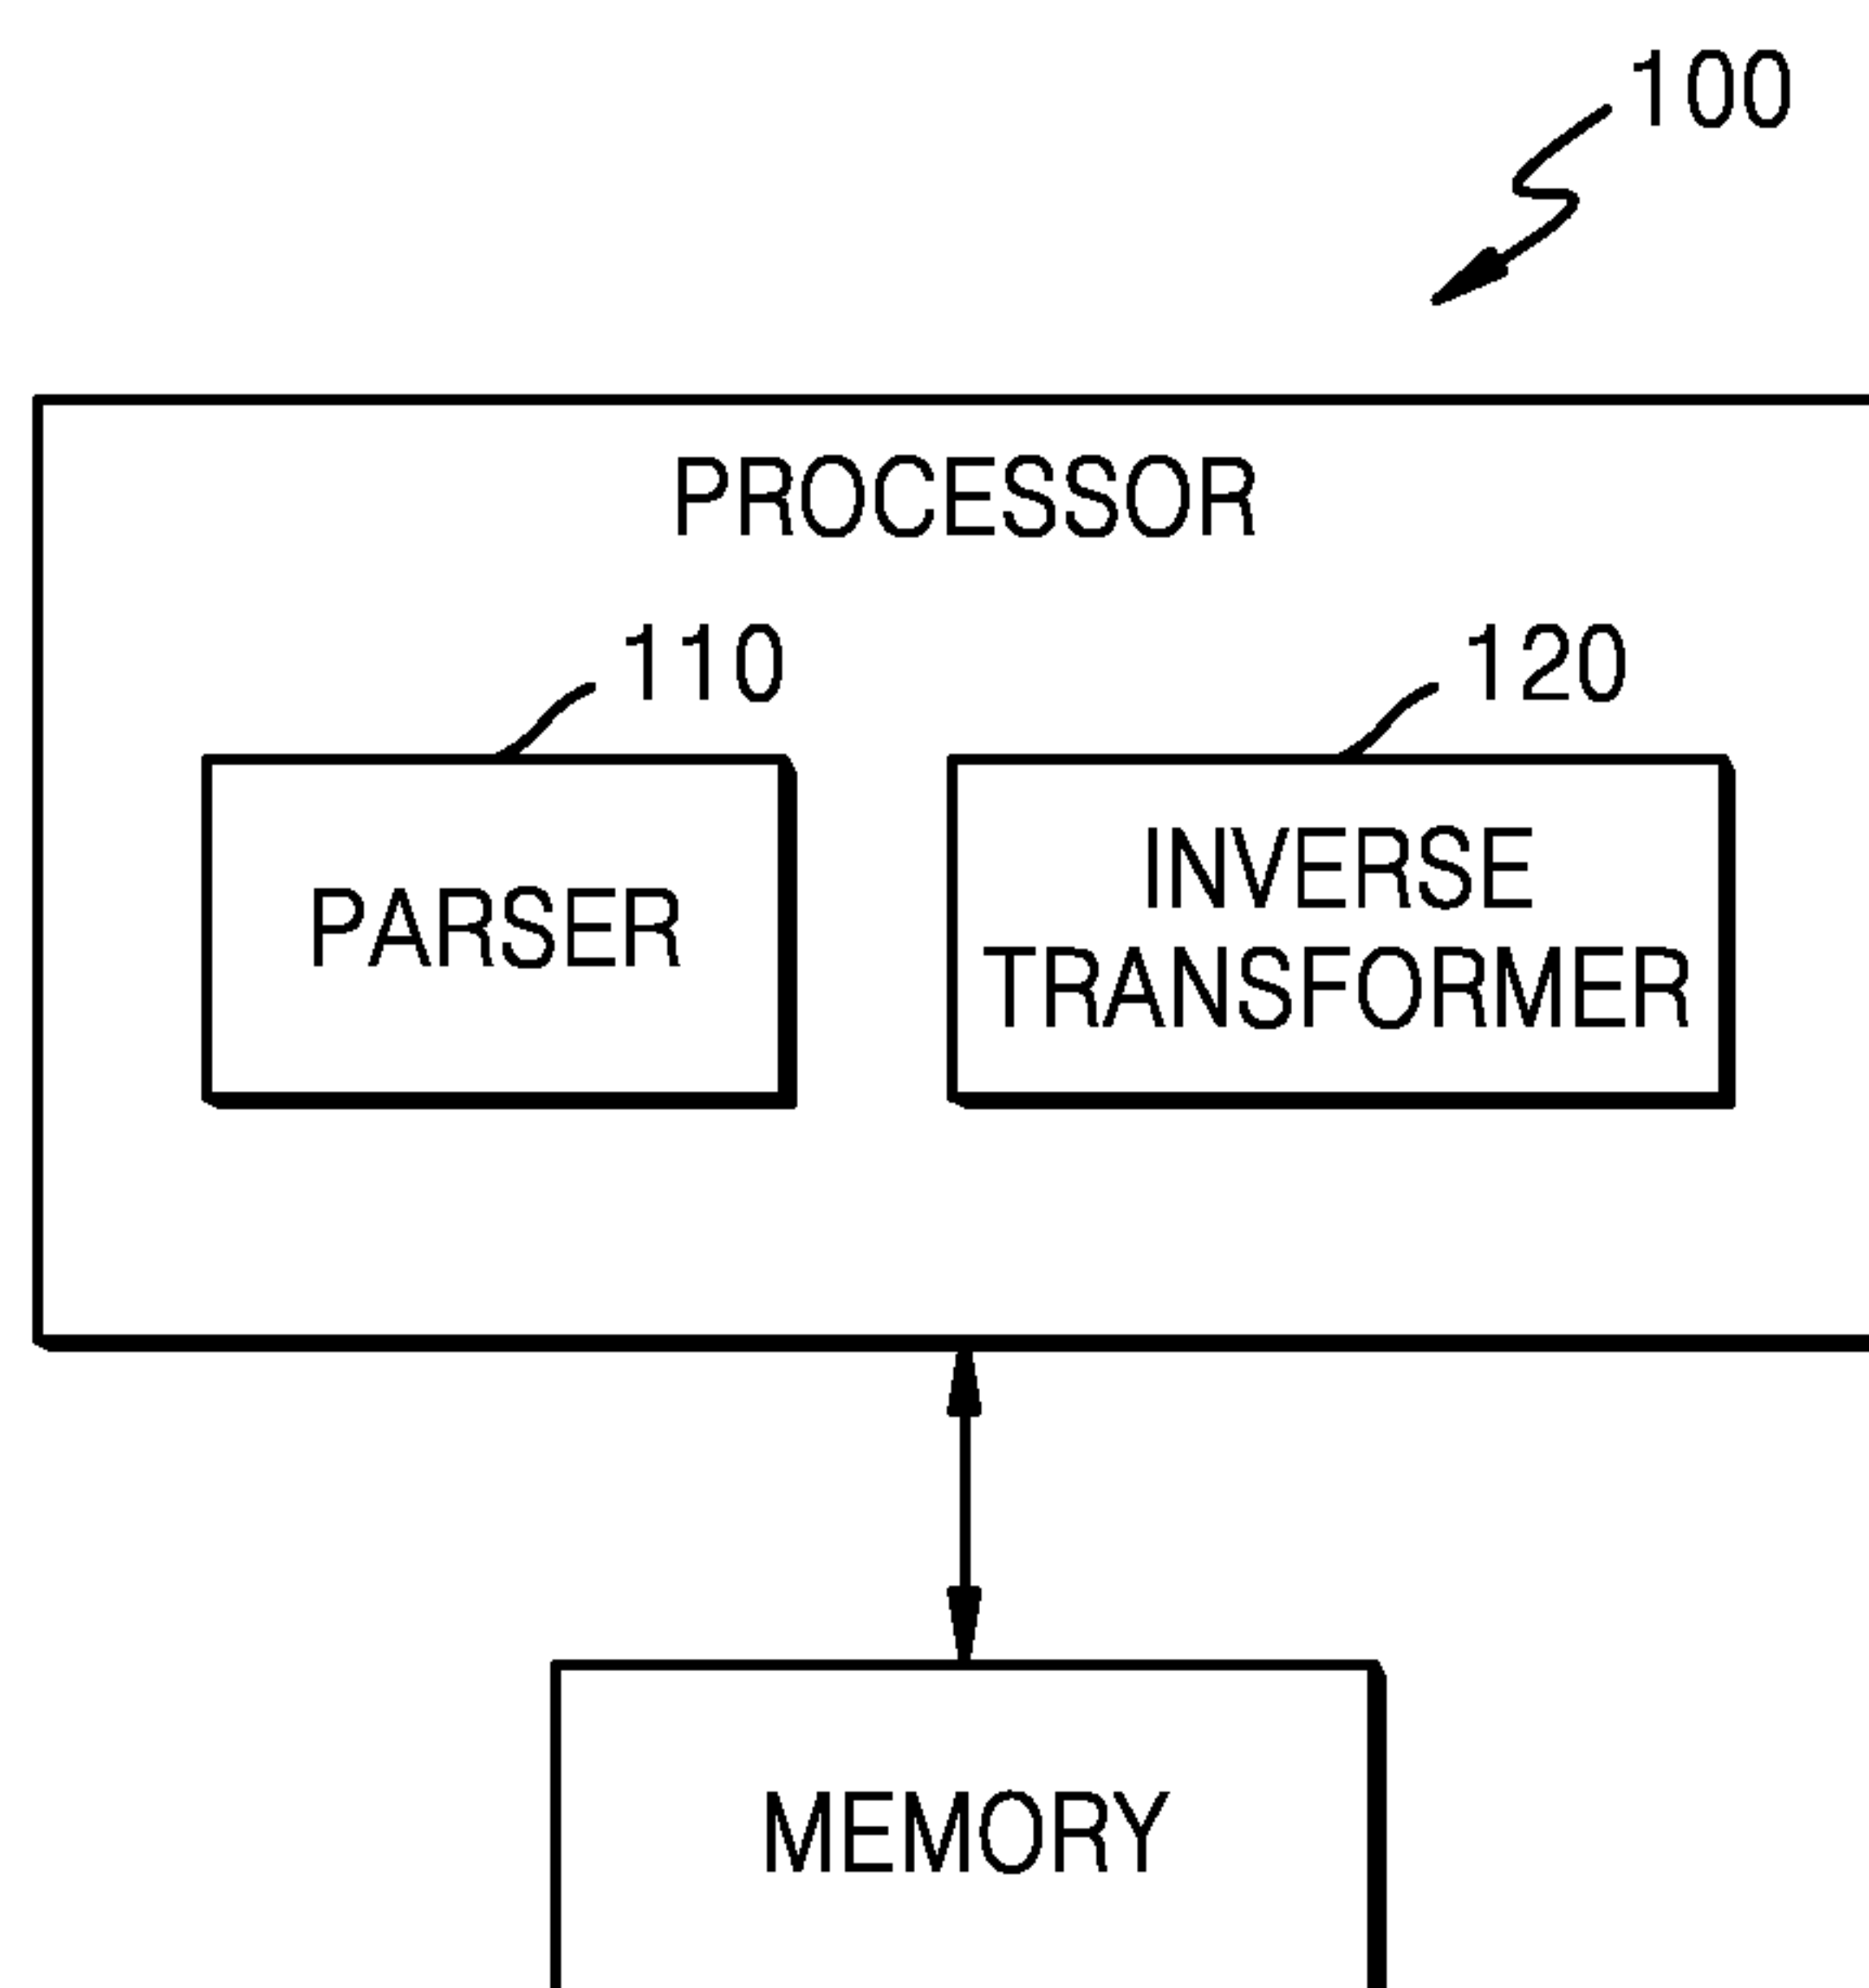 100
PROCESSOR
110
120
PARSER
INVERSE
TRANSFORMER
MEMORY